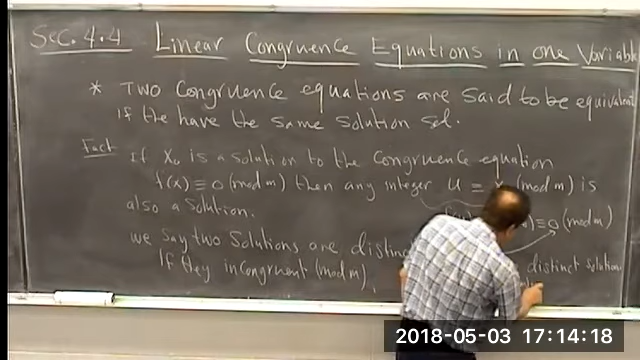 Sec. 4.4 Linear Congruence Equations in one Variable
* Two Congruence equations are said to be equivalent
if the have the same solution set.
Fact If X₀ is a solution to the Congruence equation
f(x) ≡ 0 (mod m) then any integer u ≡ x (mod m) is
also a solution.
≡ 0 (mod m)
we say two Solutions are distinct
If they incongruent (mod m),
distinct solution
2018-05-03 17:14:18